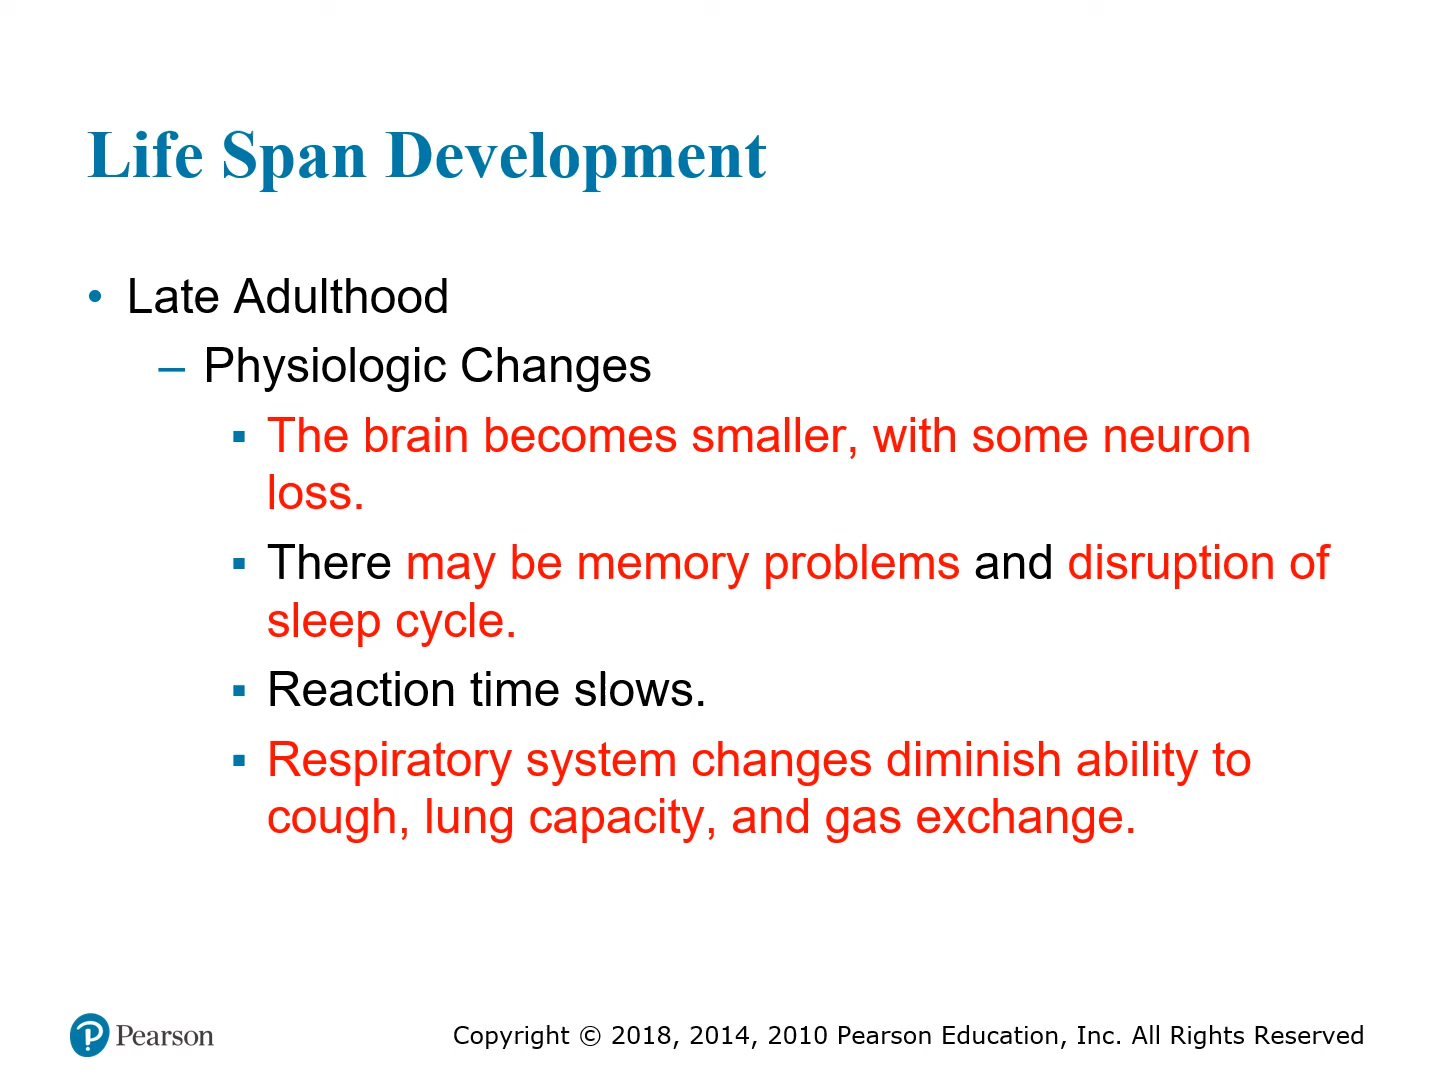 Life Span Development
• Late Adulthood
– Physiologic Changes
▪ The brain becomes smaller, with some neuron
loss.
▪ There may be memory problems and disruption of
sleep cycle.
▪ Reaction time slows.
▪ Respiratory system changes diminish ability to
cough, lung capacity, and gas exchange.
Pearson
Copyright © 2018, 2014, 2010 Pearson Education, Inc. All Rights Reserved